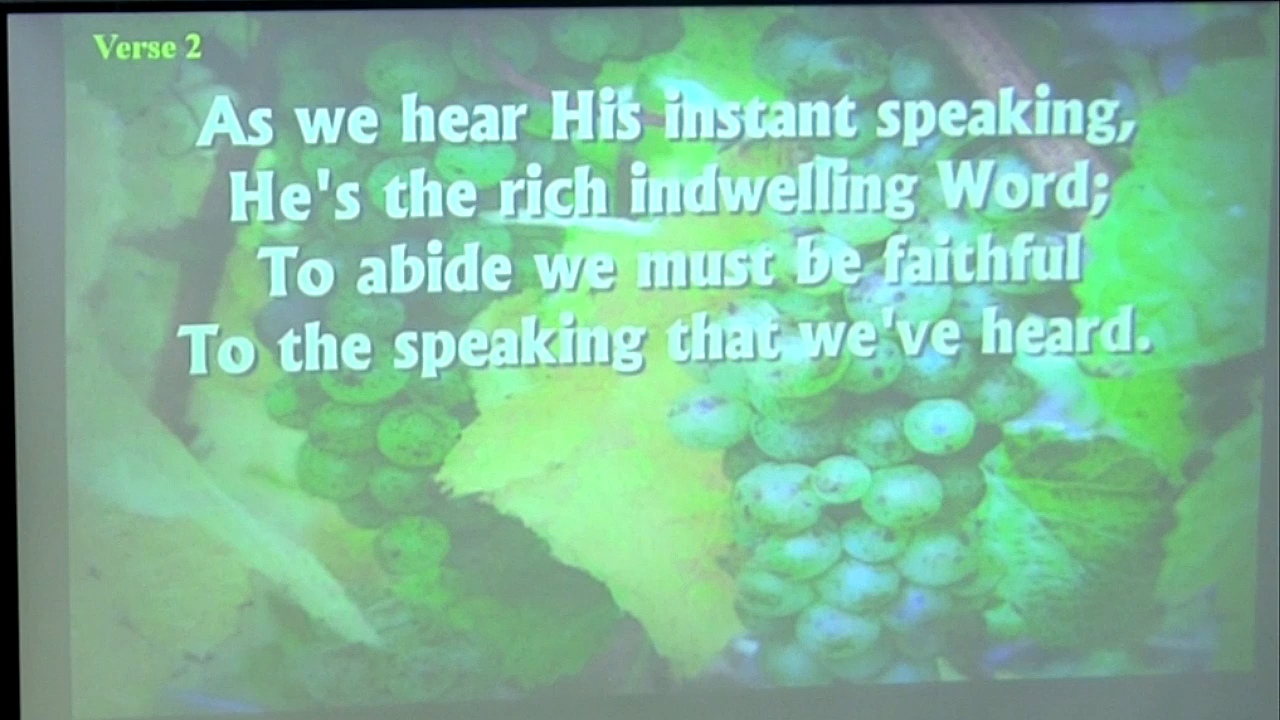 Verse 2
As we hear His instant speaking,
He's the rich indwelling Word;
To abide we must be faithful
To the speaking that we've heard.